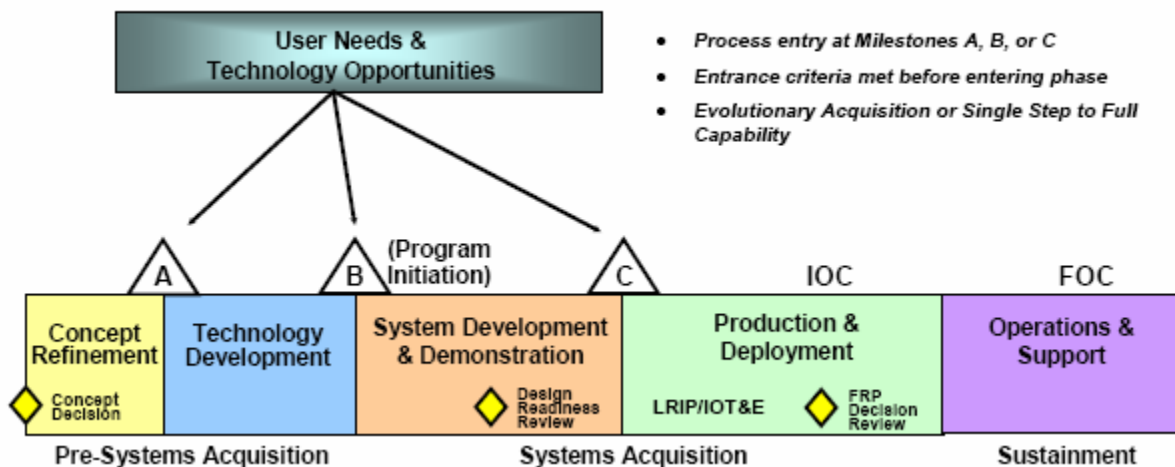 User Needs &
Technology Opportunities
• Process entry at Milestones A, B, or C
• Entrance criteria met before entering phase
• Evolutionary Acquisition or Single Step to Full
Capability
A
B
(Program
Initiation)
C
IOC
FOC
Concept
Refinement
Technology
Development
System Development
& Demonstration
Production &
Deployment
Operations &
Support
Concept
Decision
Design
Readiness
Review
LRIP/IOT&E
FRP
Decision
Review
Pre-Systems Acquisition
Systems Acquisition
Sustainment